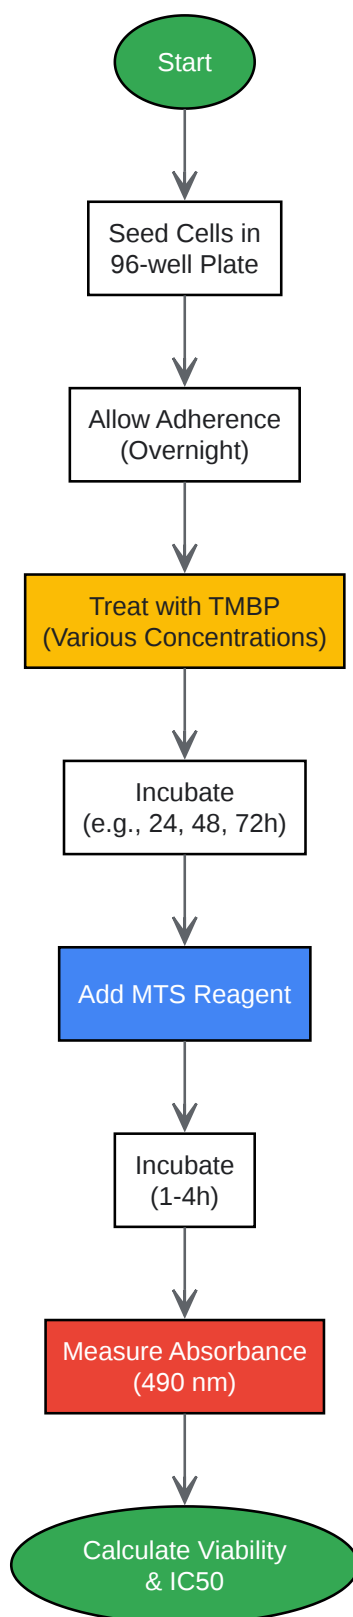 Start
Seed Cells in
96-well Plate
Allow Adherence
(Overnight)
Treat with TMBP
(Various Concentrations)
Incubate
(e.g., 24, 48, 72h)
Add MTS Reagent
Incubate
(1-4h)
Measure Absorbance
(490 nm)
Calculate Viability
& IC50